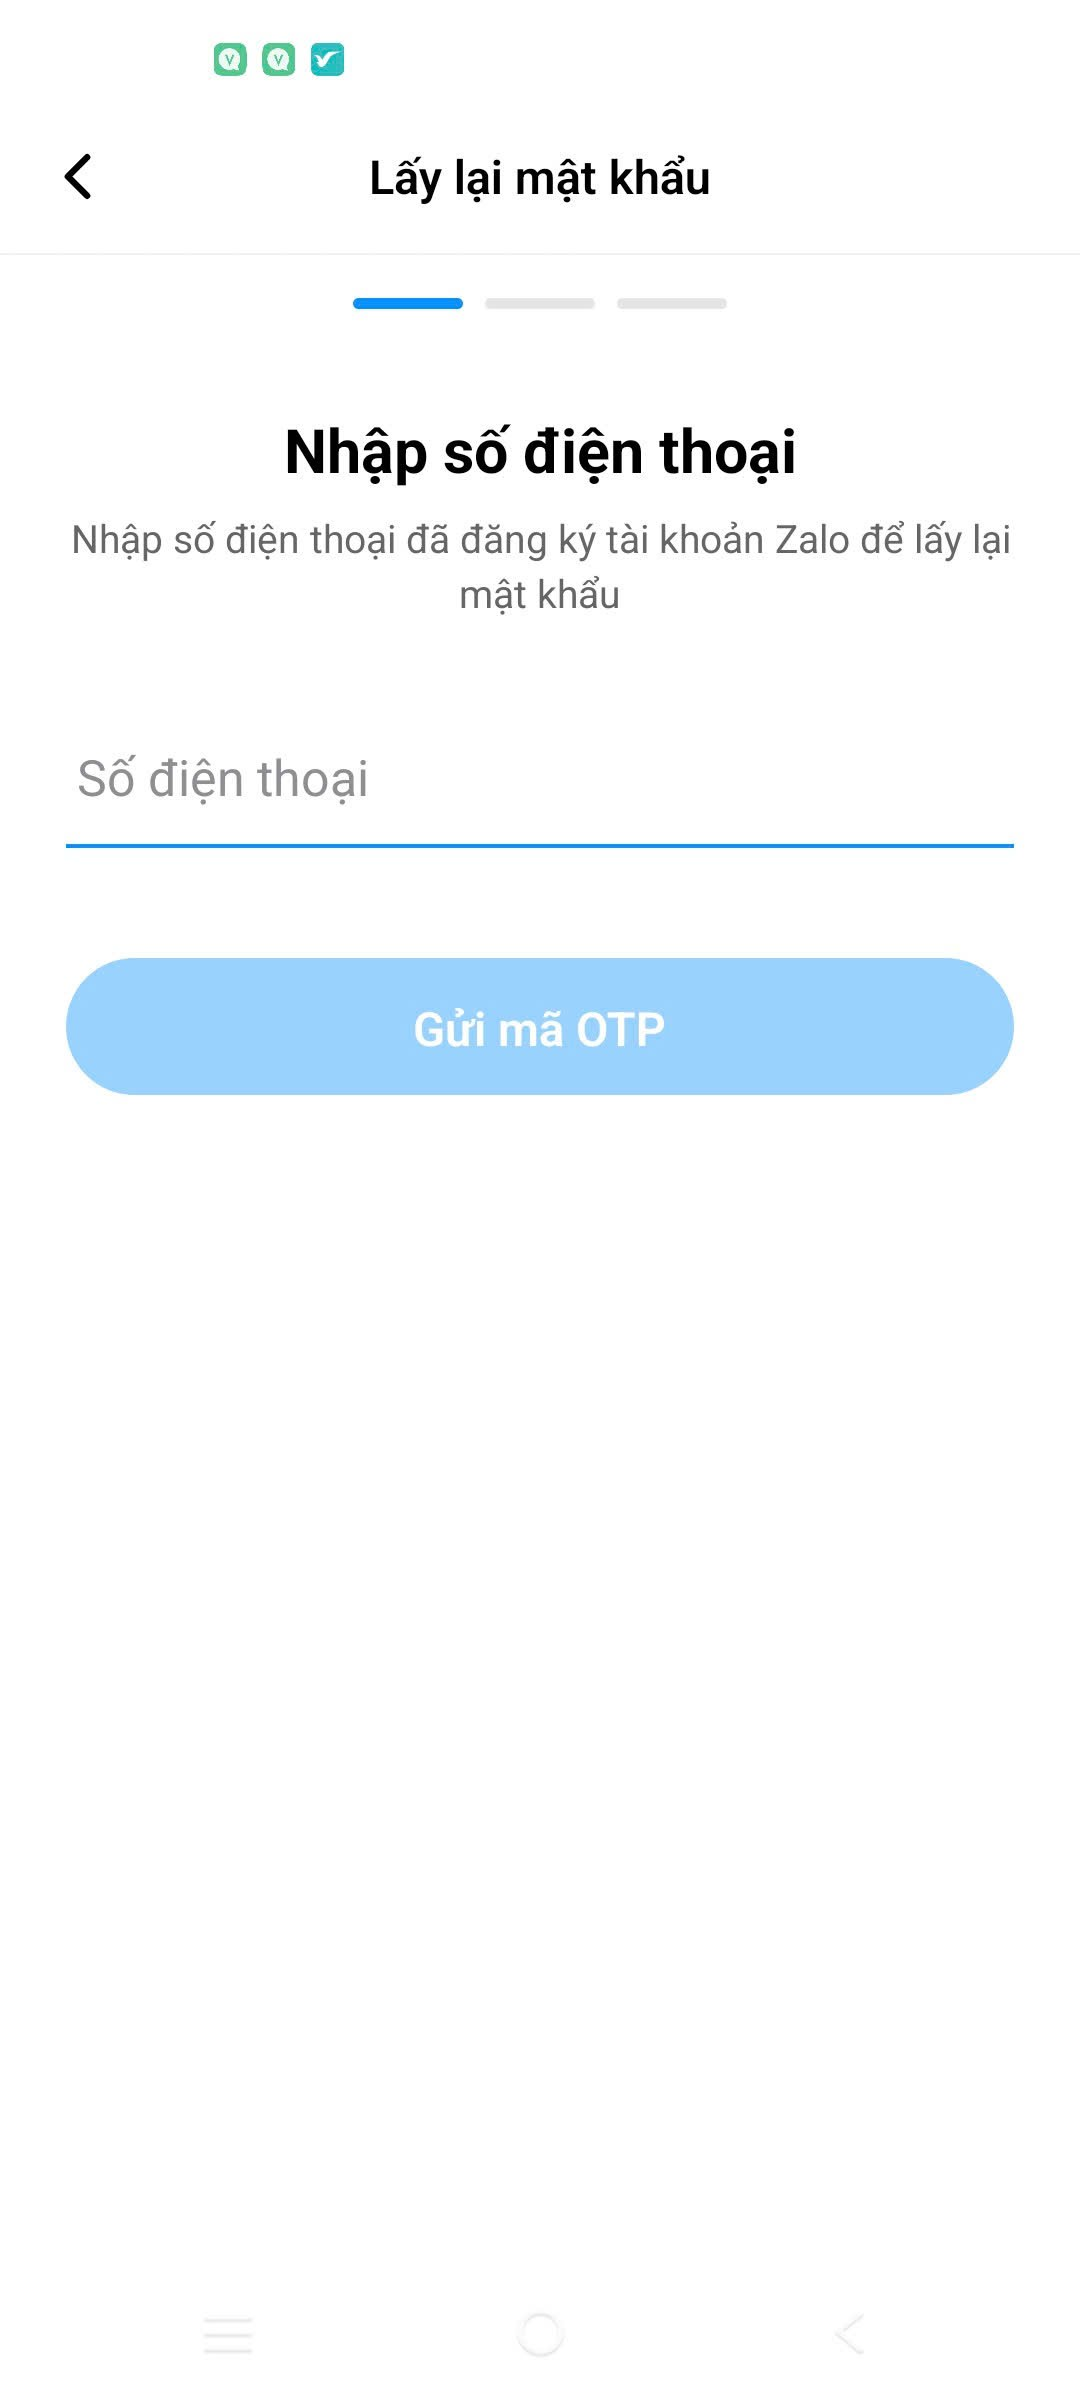 Lấy lại mật khẩu
Nhập số điện thoại
Nhập số điện thoại đã đăng ký tài khoản Zalo để lấy lại
mật khẩu
Số điện thoại
Gửi mã OTP